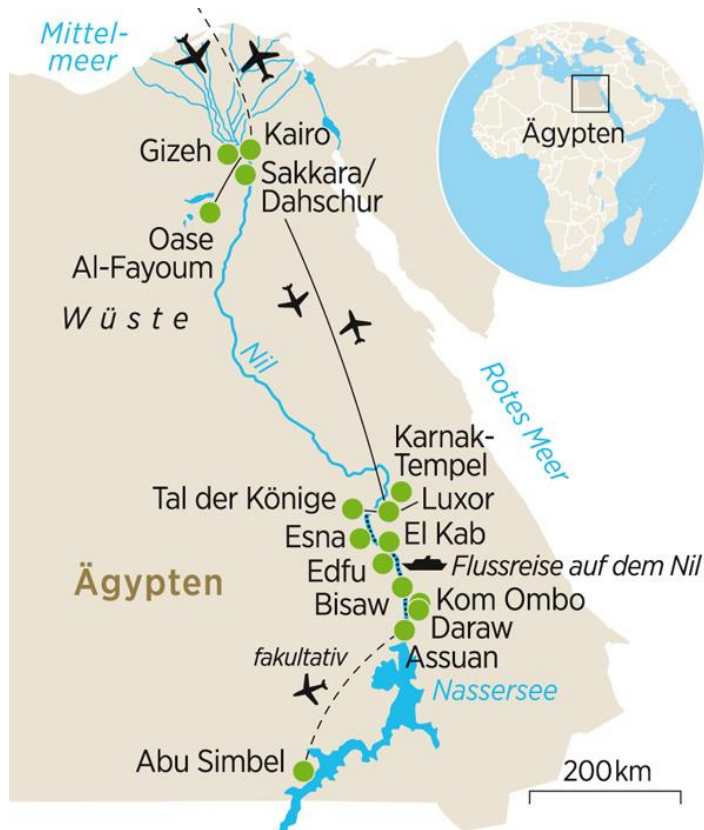 Mittel-
meer
Ägypten
Kairo
Gizeh
Sakkara/
Dahschur
Oase
Al-Fayoum
Wüste
Nil
Rotes Meer
Karnak-
Tempel
Tal der Könige
Luxor
Esna
El Kab
Edfu
Flussreise auf dem Nil
Ägypten
Bisaw
Kom Ombo
Daraw
fakultativ
Assuan
Nassersee
Abu Simbel
200 km